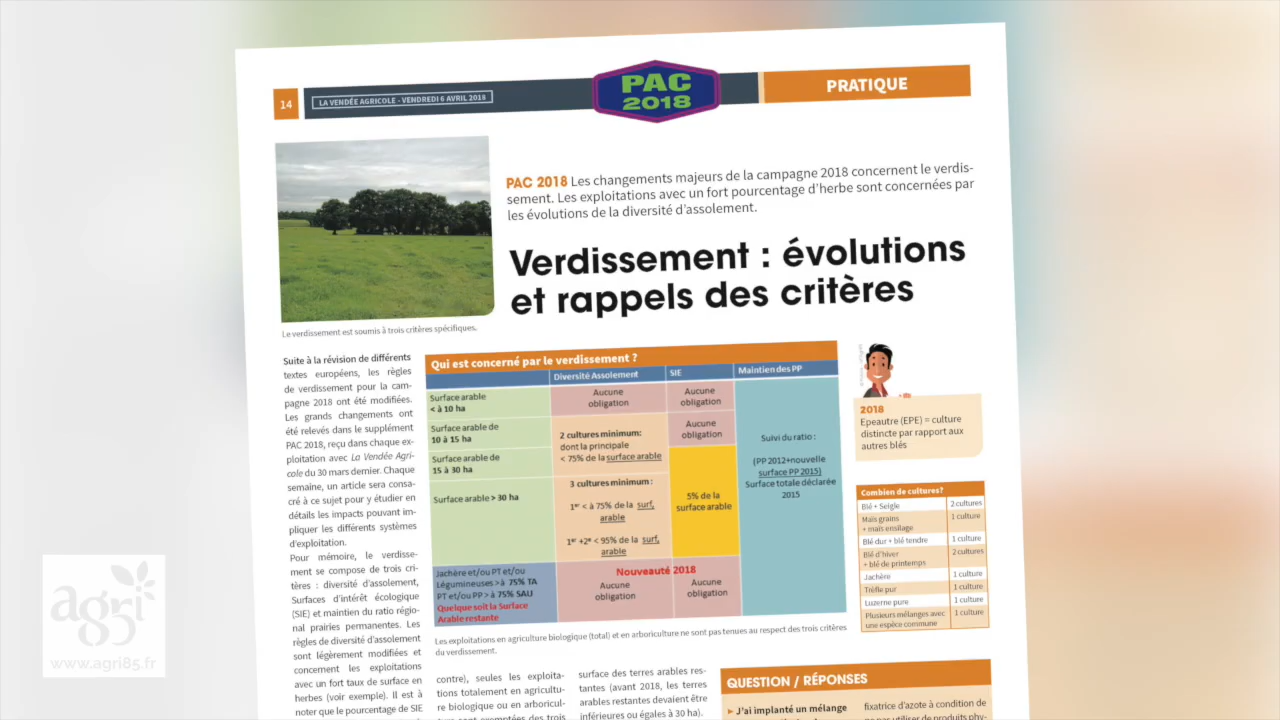 14
LA VENDÉE AGRICOLE - VENDREDI 6 AVRIL 2018
PAC
2018
PRATIQUE
PAC 2018 Les changements majeurs de la campagne 2018 concernent le verdis-
sement. Les exploitations avec un fort pourcentage d'herbe sont concernées par
les évolutions de la diversité d'assolement.
Verdissement : évolutions
et rappels des critères
Le verdissement est soumis à trois critères spécifiques.
Suite à la révision de différents
textes européens, les règles
de verdissement pour la cam-
pagne 2018 ont été modifiées.
Les grands changements ont
été relevés dans le supplément
PAC 2018, reçu dans chaque ex-
ploitation avec La Vendée Agri-
cole du 30 mars dernier. Chaque
semaine, un article sera consa-
cré à ce sujet pour y étudier en
détails les impacts pouvant im-
pliquer les différents systèmes
d'exploitation.
Pour mémoire, le verdisse-
ment se compose de trois cri-
tères : diversité d'assolement,
Surfaces d'intérêt écologique
(SIE) et maintien du ratio régio-
nal prairies permanentes. Les
règles de diversité d'assolement
sont légèrement modifiées et
concernent les exploitations
avec un fort taux de surface en
herbes (voir exemple). Il est à
noter que le pourcentage de SIE
Qui est concerné par le verdissement ?
Diversité Assolement
SIE
Maintien des PP
Surface arable
< à 10 ha
Aucune
obligation
Aucune
obligation
Surface arable de
10 à 15 ha
Aucune
obligation
Surface arable de
15 à 30 ha
2 cultures minimum:
dont la principale
< 75% de la surface arable
Surface arable > 30 ha
3 cultures minimum :
1er < à 75% de la surf,
arable
1er +2e < 95% de la surf,
arable
5% de la
surface arable
Suivi du ratio :
(PP 2012+nouvelle
surface PP 2015)
Surface totale déclarée
2015
Jachère et/ou PT et/ou
Légumineuses > à 75% TA
PT et/ou PP > à 75% SAU
Quelque soit la Surface
Arable restante
Nouveauté 2018
Aucune
obligation
Aucune
obligation
Les exploitations en agriculture biologique (total) et en arboriculture ne sont pas tenues au respect des trois critères
du verdissement.
2018
Epeautre (EPE) = culture
distincte par rapport aux
autres blés
Combien de cultures?
Blé + Seigle 2 cultures
Maïs grains
+ maïs ensilage 1 culture
Blé dur + blé tendre 1 culture
Blé d'hiver
+ blé de printemps 2 cultures
Jachère 1 culture
Trèfle pur 1 culture
Luzerne pure 1 culture
Plusieurs mélanges avec
une espèce commune 1 culture
contre), seules les exploita-
tions totalement en agricultu-
re biologique ou en arboricul-
surface des terres arables res-
tantes (avant 2018, les terres
arables restantes devaient être
inférieures ou égales à 30 ha).
QUESTION / RÉPONSES
► J'ai implanté un mélange
fixatrice d'azote à condition de
agri
85
www.agri85.fr